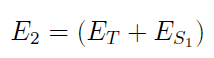 E_2 = (E_T + E_{S_1})